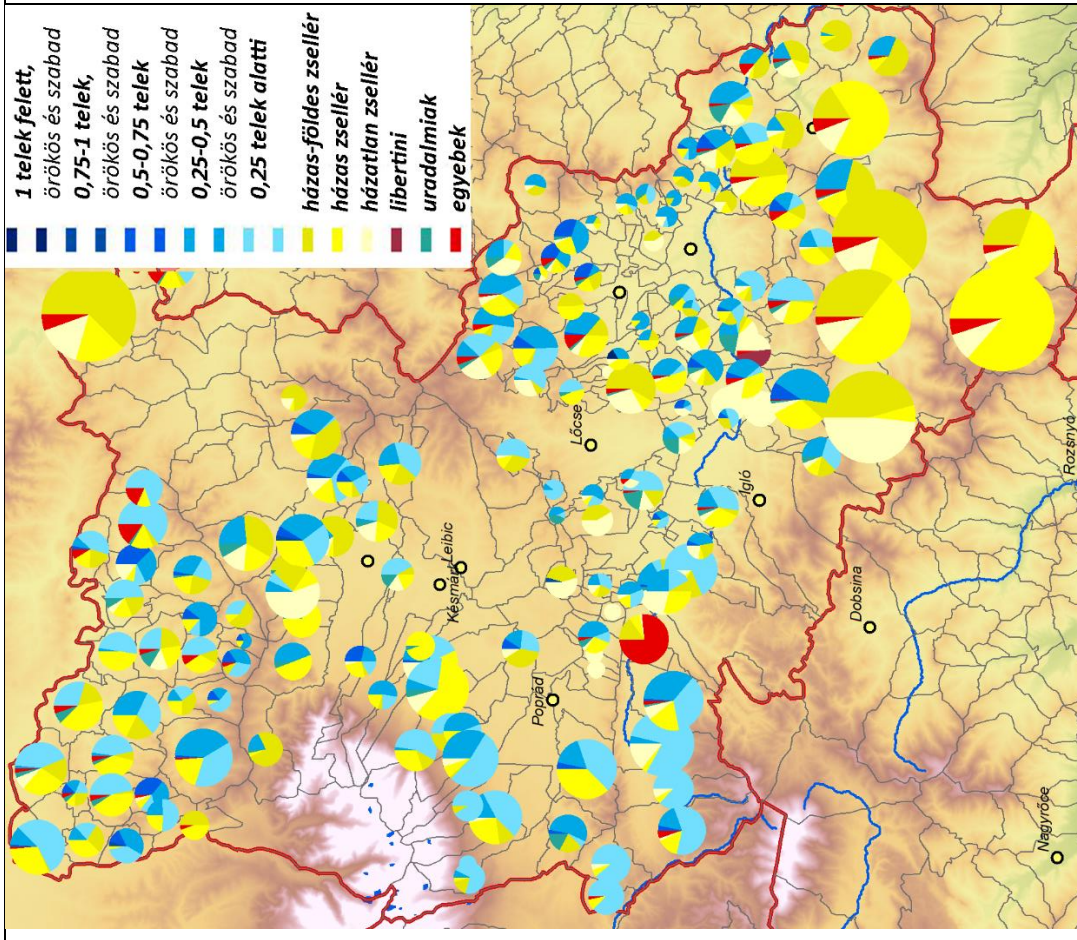 1 telek felett,
örökös és szabad
0,75-1 telek,
örökös és szabad
0,5-0,75 telek
örökös és szabad
0,25-0,5 telek
örökös és szabad
0,25 telek alatti
házas-földes zsellér
házas zsellér
házatlan zsellér
libertini
uradalmiak
egyebek
Késmárk
Leibic
Lőcse
Poprád
Igló
Dobsina
Rozsnyó
Nagyrőce